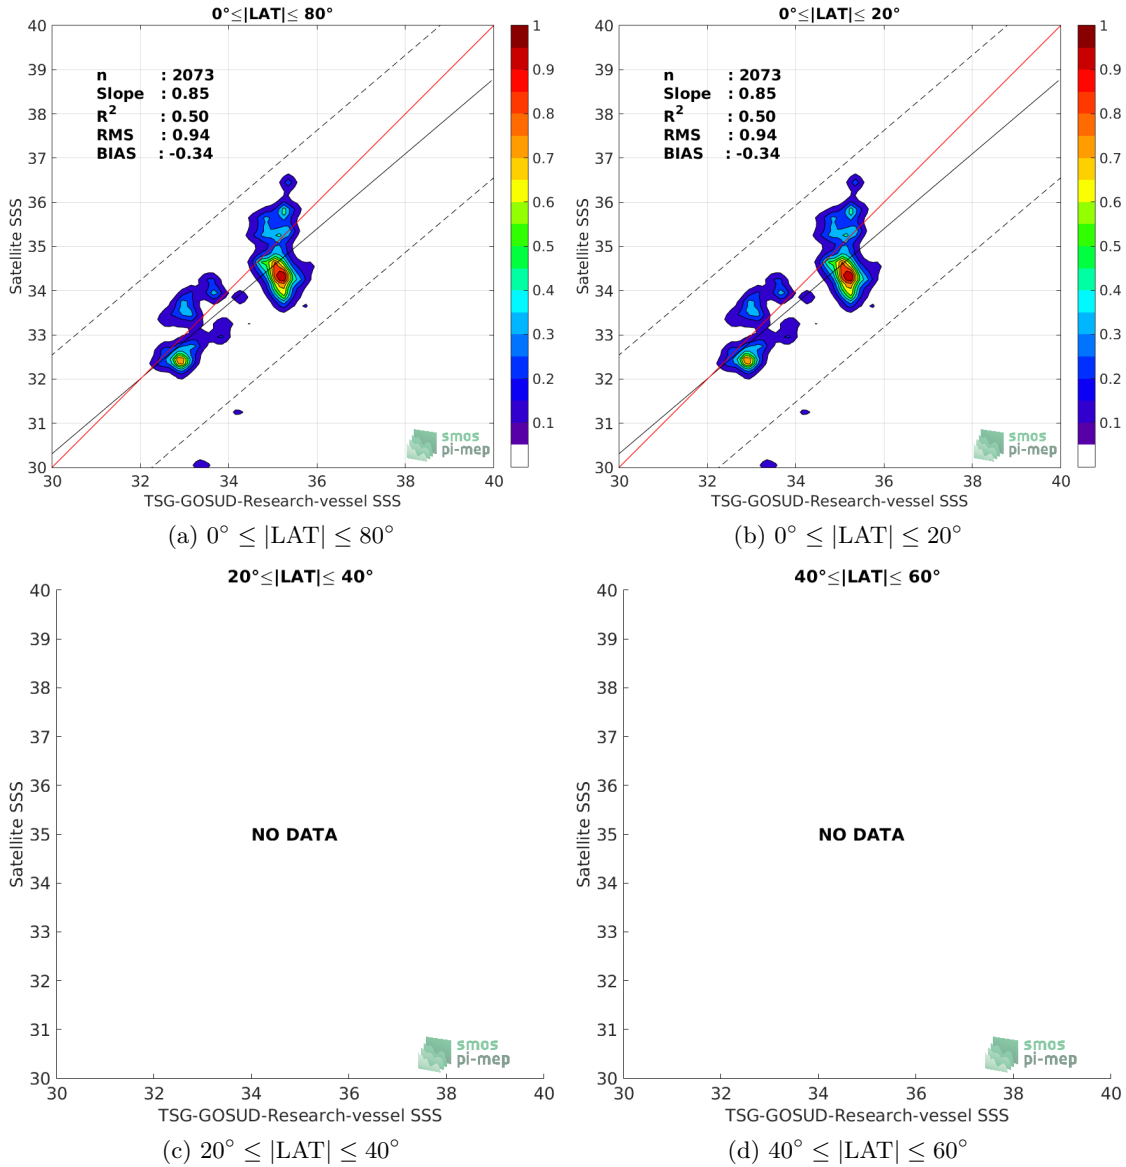 0°≤|LAT|≤ 80°
40
39
38
37
36
35
34
33
32
31
30
Satellite SSS
n : 2073
Slope : 0.85
R² : 0.50
RMS : 0.94
BIAS : -0.34
smos
pi-mep
30 32 34 36 38 40
TSG-GOSUD-Research-vessel SSS
1
0.9
0.8
0.7
0.6
0.5
0.4
0.3
0.2
0.1
(a) 0° ≤ |LAT| ≤ 80°
0°≤|LAT|≤ 20°
40
39
38
37
36
35
34
33
32
31
30
Satellite SSS
n : 2073
Slope : 0.85
R² : 0.50
RMS : 0.94
BIAS : -0.34
smos
pi-mep
30 32 34 36 38 40
TSG-GOSUD-Research-vessel SSS
1
0.9
0.8
0.7
0.6
0.5
0.4
0.3
0.2
0.1
(b) 0° ≤ |LAT| ≤ 20°
20°≤|LAT|≤ 40°
40
39
38
37
36
35
34
33
32
31
30
Satellite SSS
NO DATA
smos
pi-mep
30 32 34 36 38 40
TSG-GOSUD-Research-vessel SSS
(c) 20° ≤ |LAT| ≤ 40°
40°≤|LAT|≤ 60°
40
39
38
37
36
35
34
33
32
31
30
Satellite SSS
NO DATA
smos
pi-mep
30 32 34 36 38 40
TSG-GOSUD-Research-vessel SSS
(d) 40° ≤ |LAT| ≤ 60°